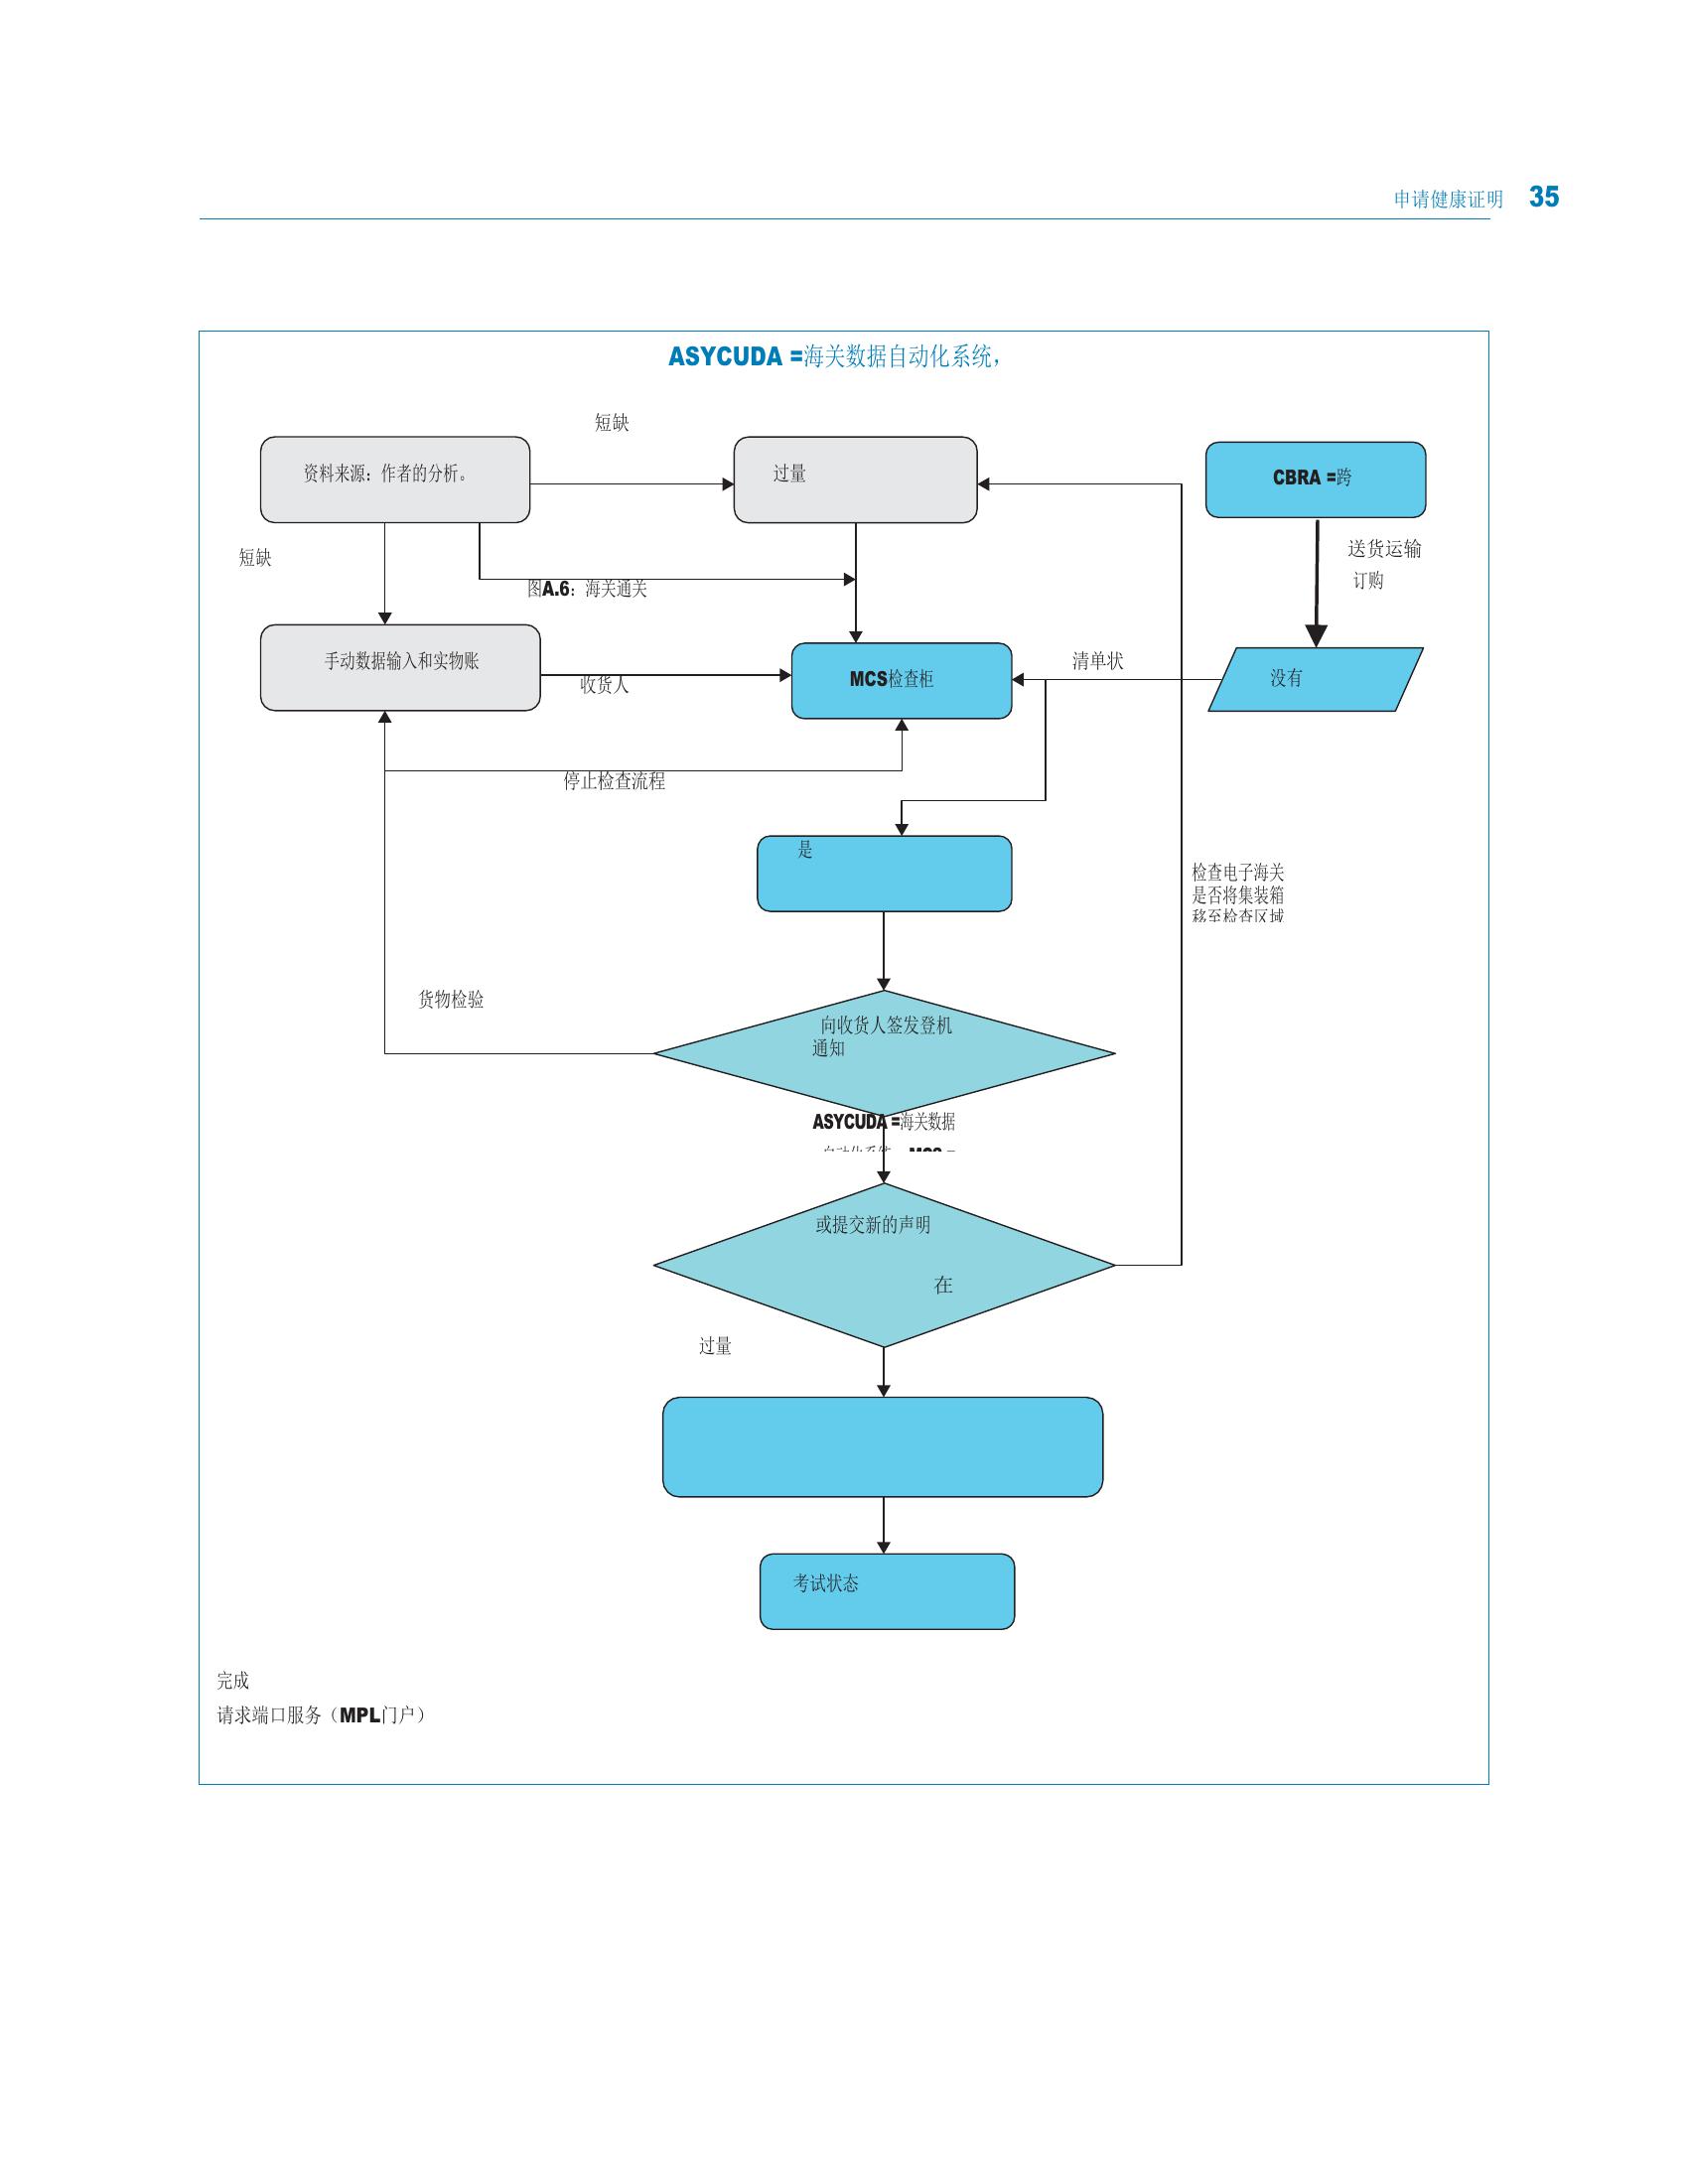 申请健康证明 35
ASYCUDA =海关数据自动化系统，
短缺
资料来源：作者的分析。
过量
CBRA =跨
送货运输
订购
短缺
图A.6：海关通关
手动数据输入和实物账
收货人
MCS检查柜
清单状
没有
停止检查流程
是
检查电子海关
是否将集装箱
移至检查区域
货物检验
向收货人签发登机
通知
ASYCUDA =海关数据
自动化系统，MCS =
或提交新的声明
在
过量
考试状态
完成
请求端口服务（MPL门户）